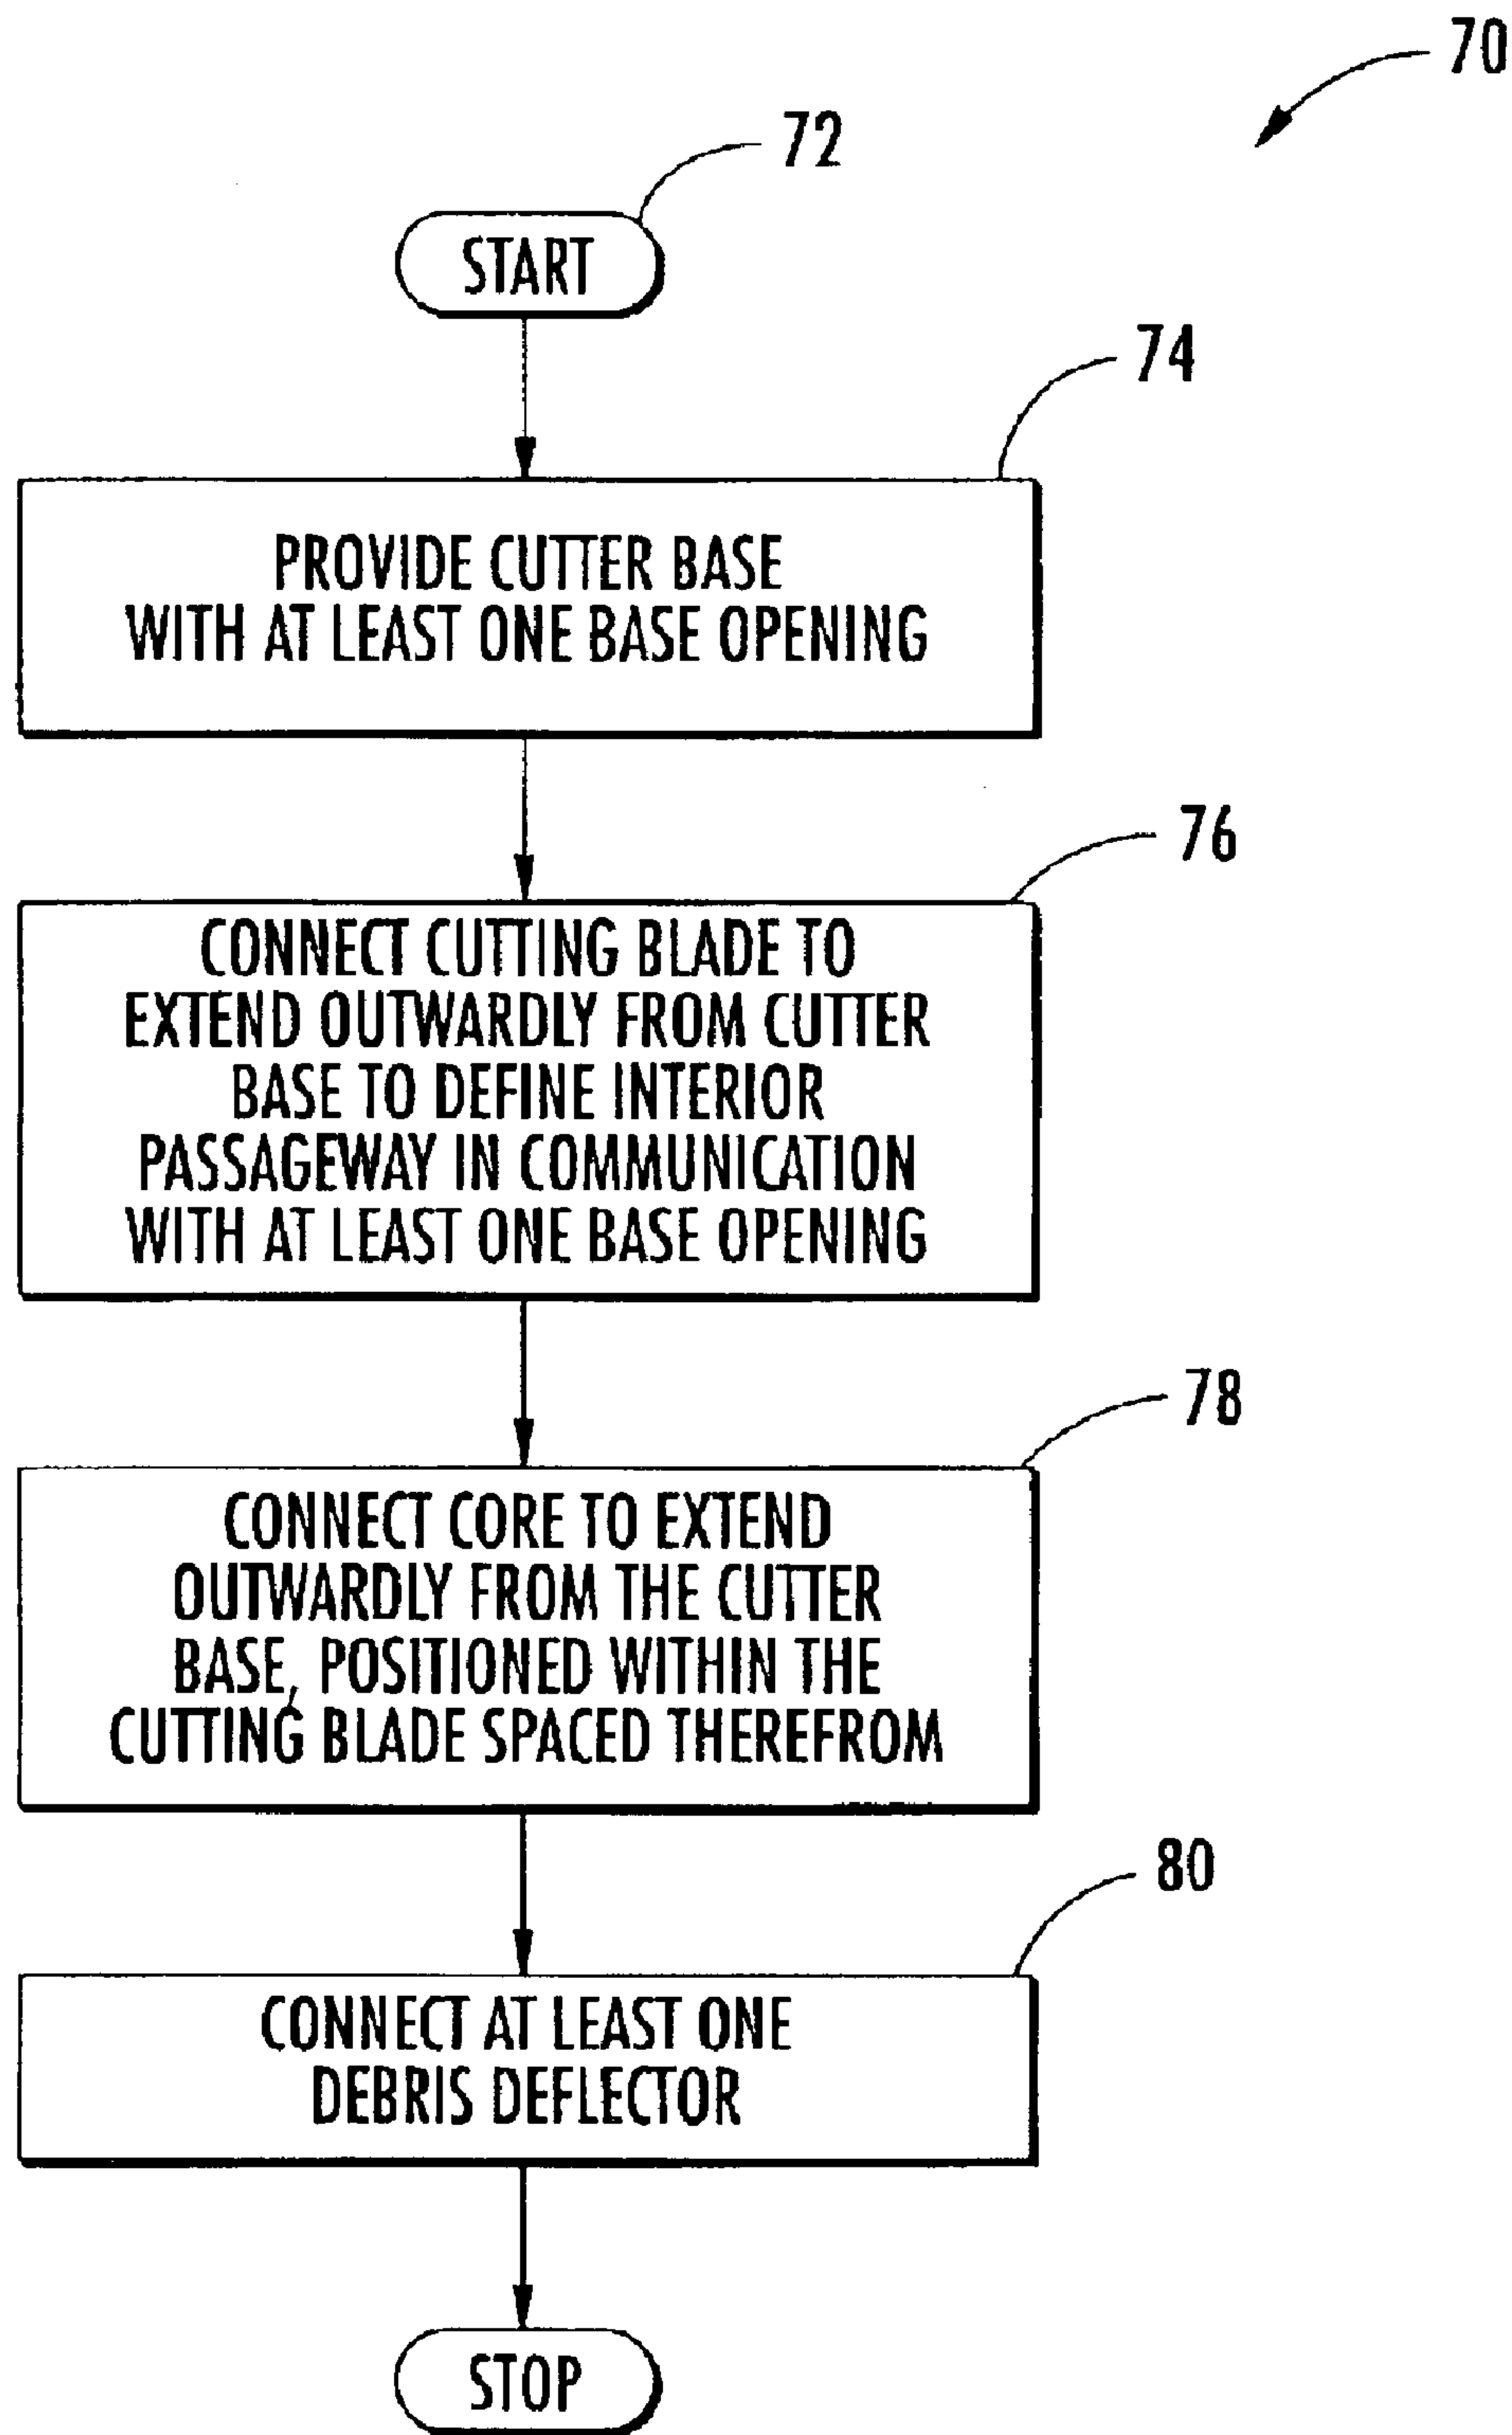 70
72
START
74
PROVIDE CUTTER BASE
WITH AT LEAST ONE BASE OPENING
76
CONNECT CUTTING BLADE TO
EXTEND OUTWARDLY FROM CUTTER
BASE TO DEFINE INTERIOR
PASSAGEWAY IN COMMUNICATION
WITH AT LEAST ONE BASE OPENING
78
CONNECT CORE TO EXTEND
OUTWARDLY FROM THE CUTTER
BASE, POSITIONED WITHIN THE
CUTTING BLADE SPACED THEREFROM
80
CONNECT AT LEAST ONE
DEBRIS DEFLECTOR
STOP